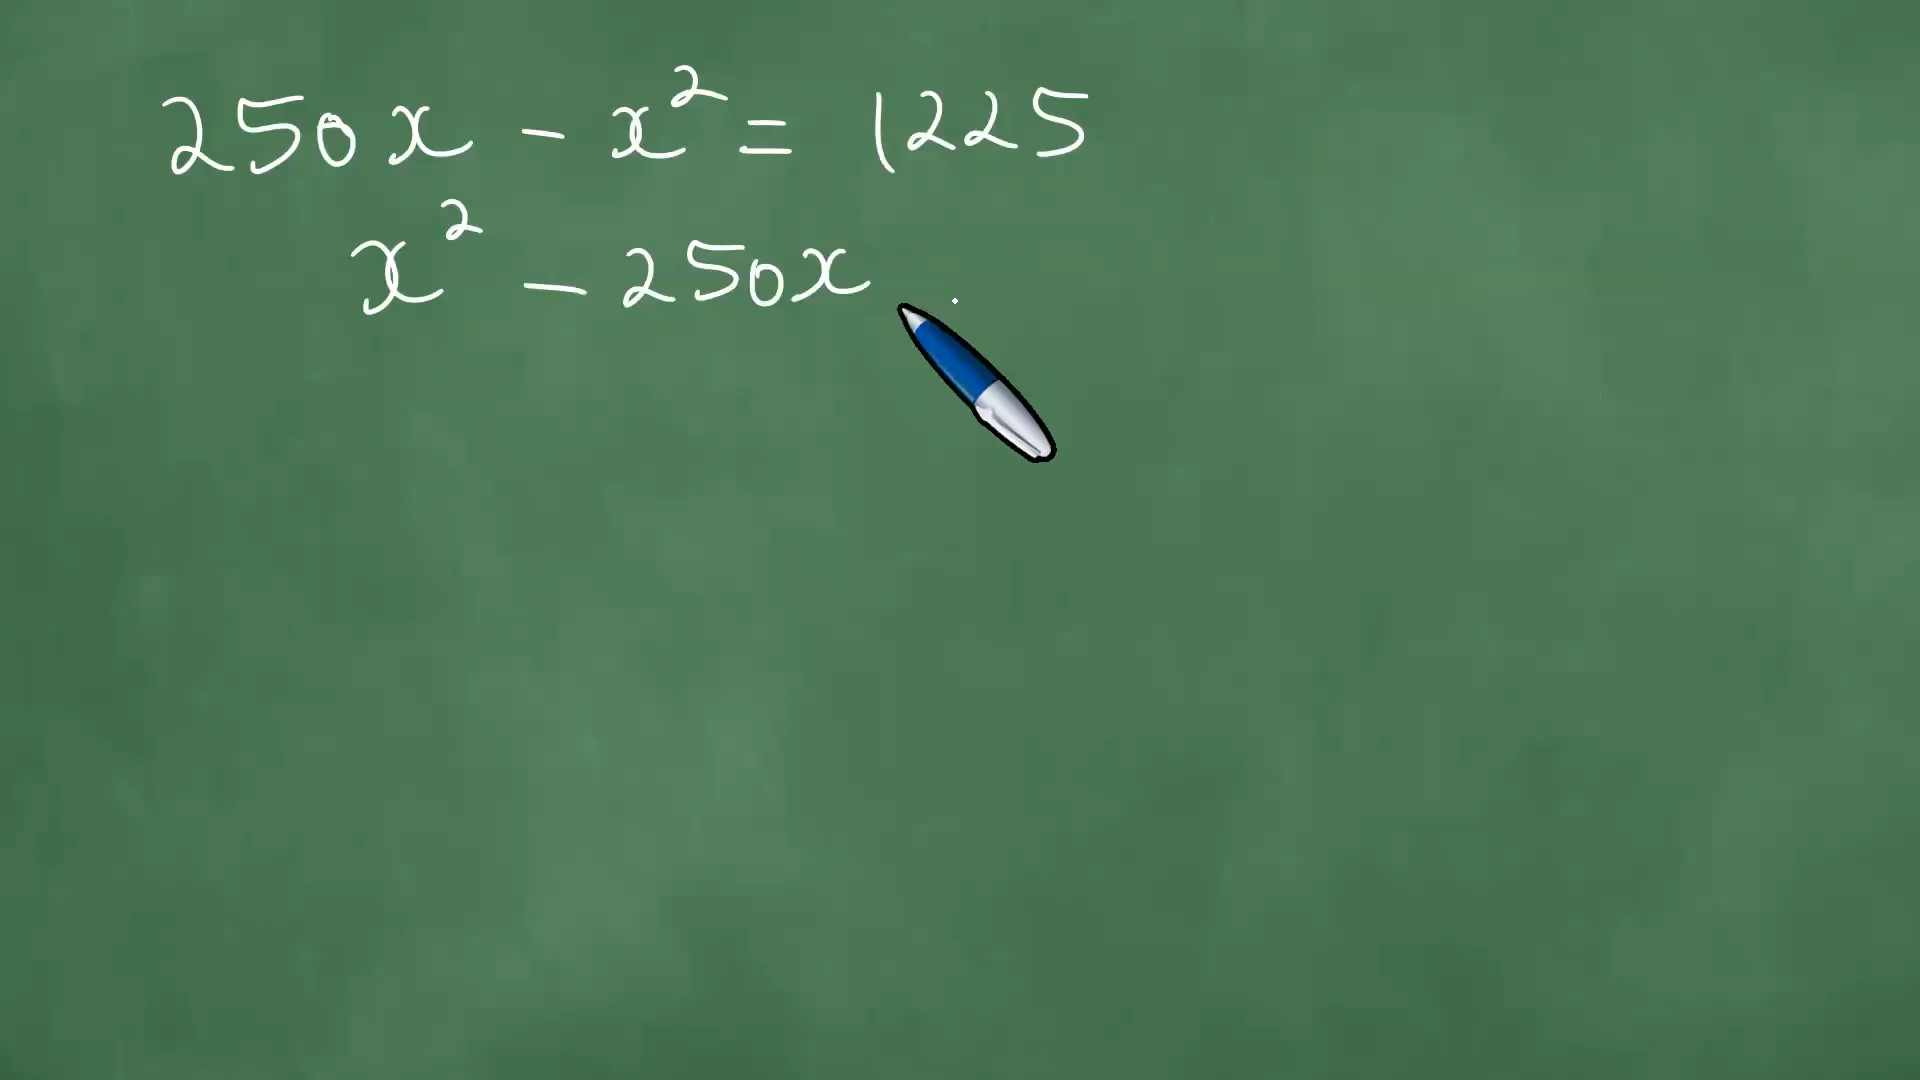 250x - x² = 1225
x² - 250x